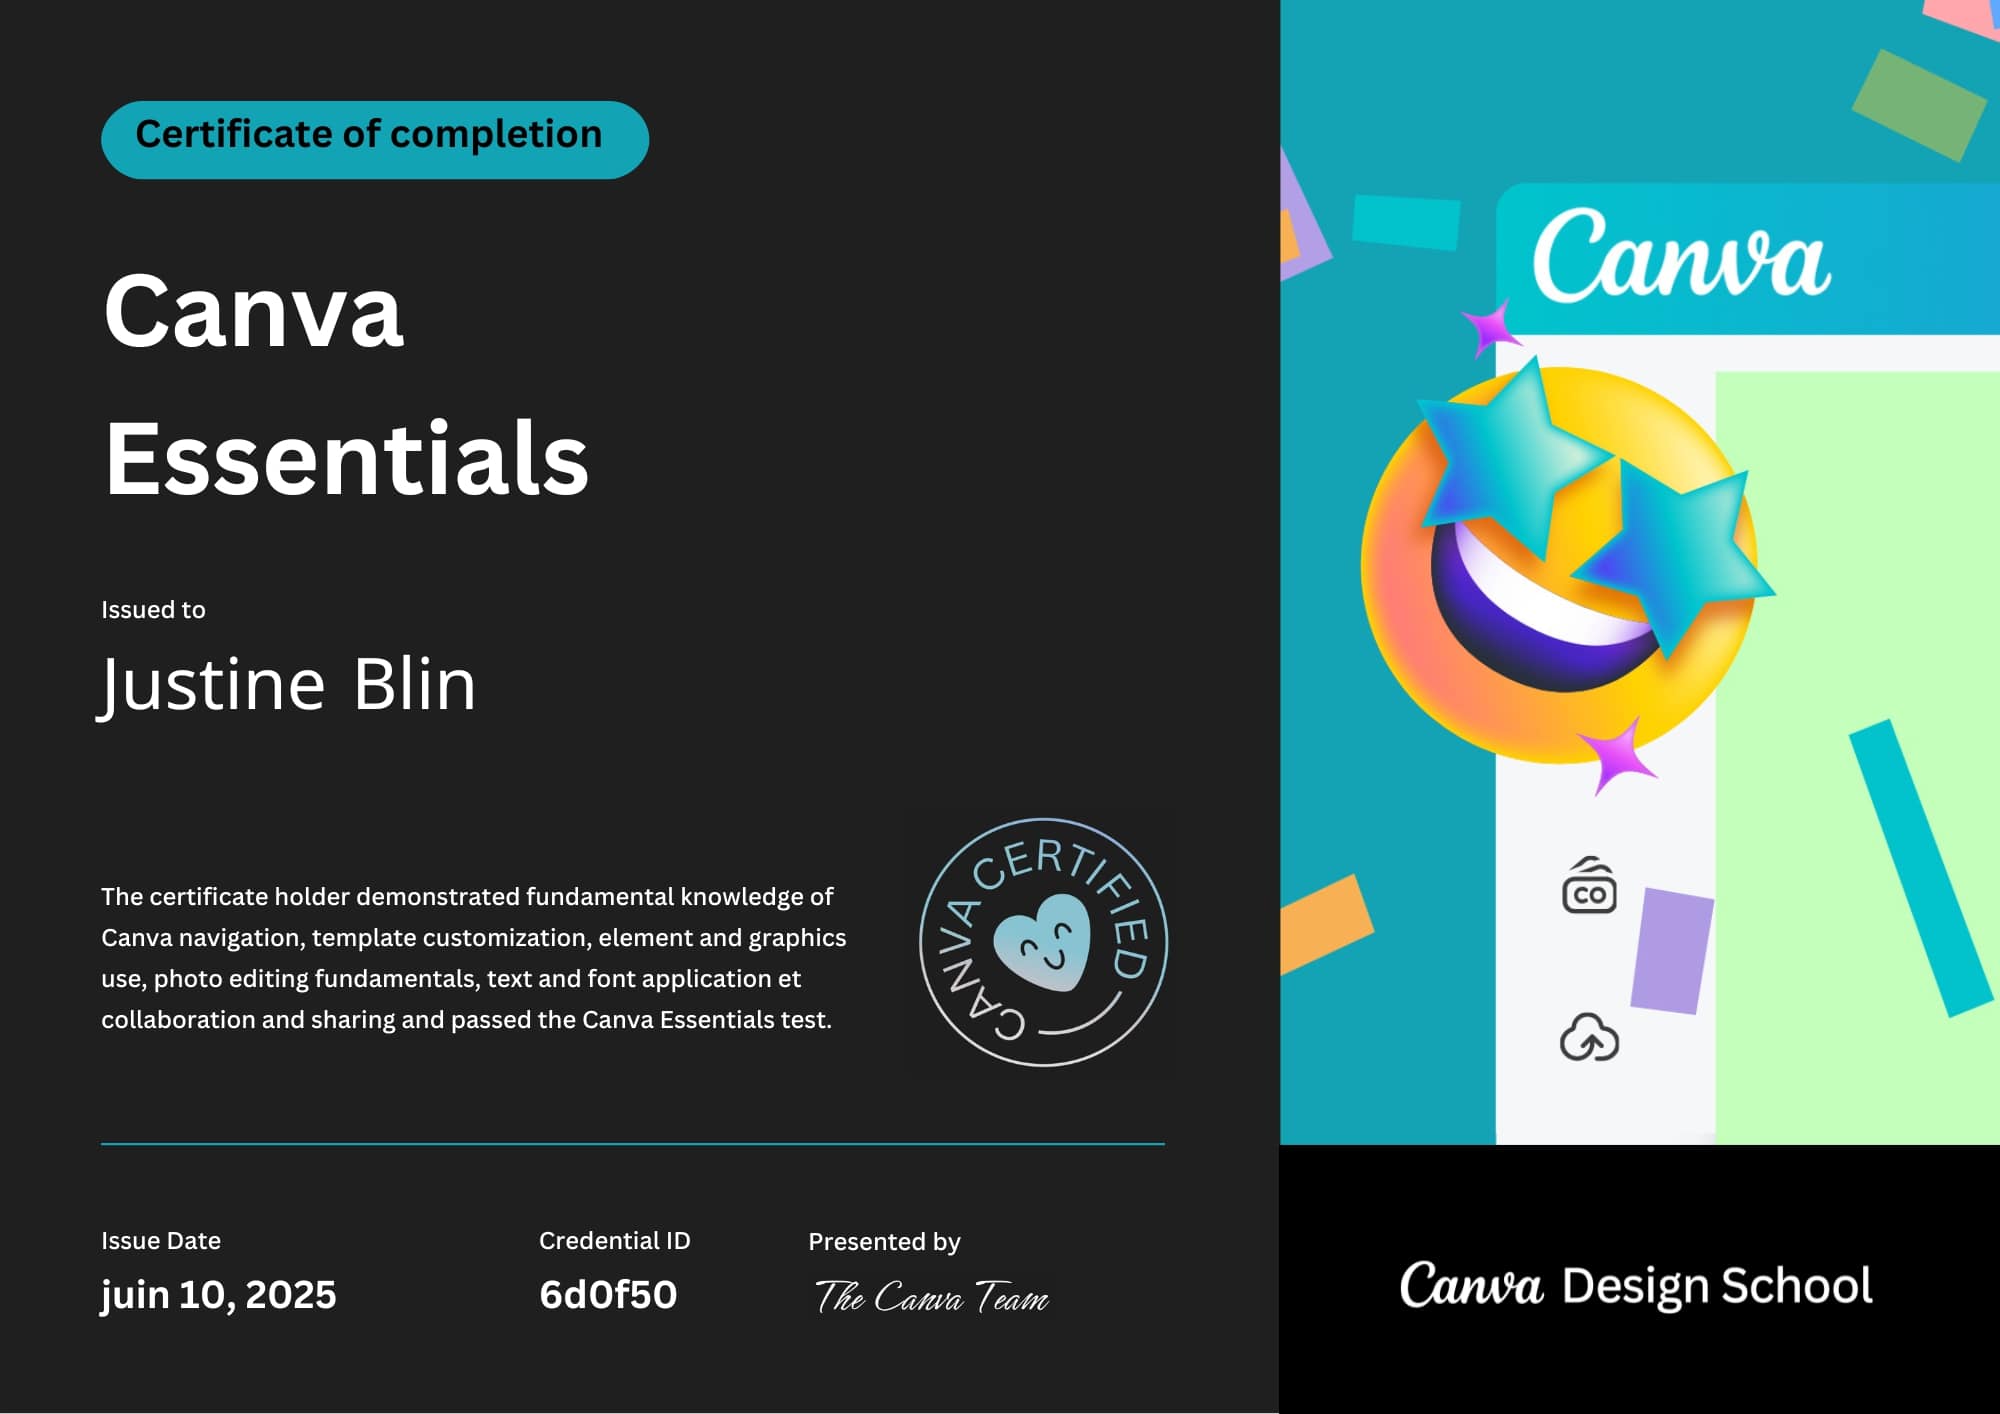 Certificate of completion
Canva
Essentials
Issued to
Justine Blin
The certificate holder demonstrated fundamental knowledge of
Canva navigation, template customization, element and graphics
use, photo editing fundamentals, text and font application et
collaboration and sharing and passed the Canva Essentials test.
CANVA CERTIFIED
Issue Date
juin 10, 2025
Credential ID
6d0f50
Presented by
The Canva Team
Canva
CO
Canva Design School